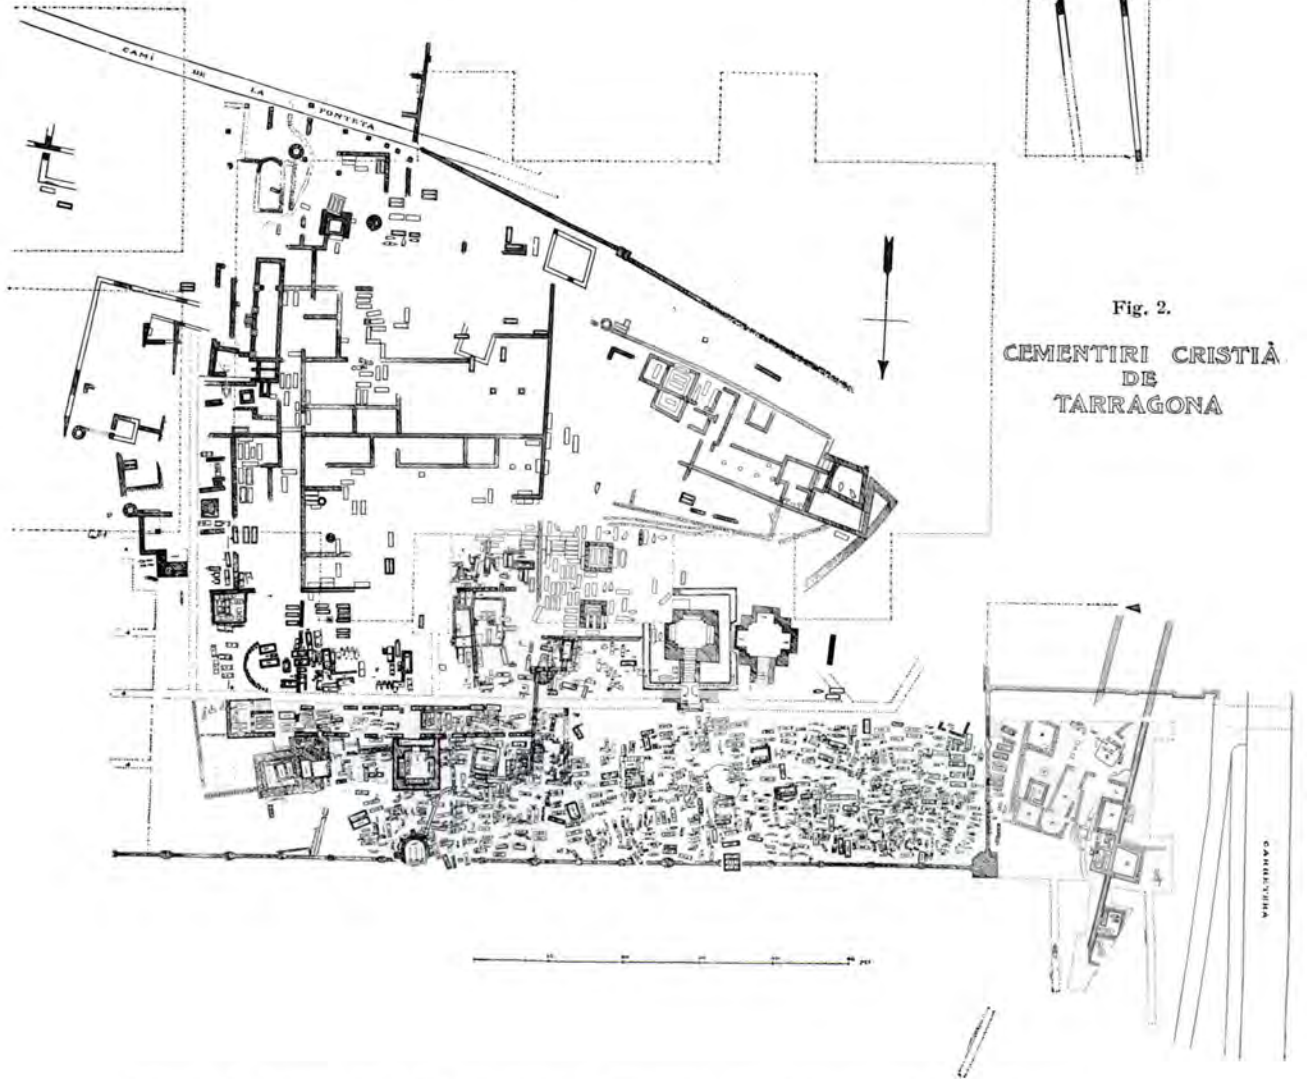 CAMÍ DE LA FONTETA
Fig. 2.
CEMENTIRI CRISTIÀ
DE
TARRAGONA
CARRETERA